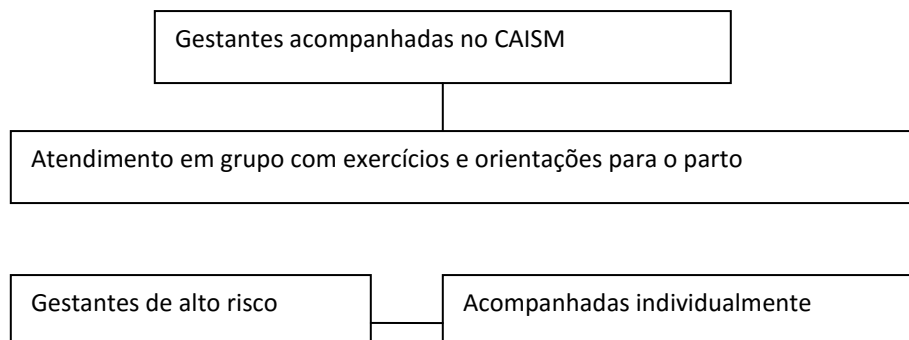 Gestantes acompanhadas no CAISM
Atendimento em grupo com exercícios e orientações para o parto
Gestantes de alto risco
Acompanhadas individualmente